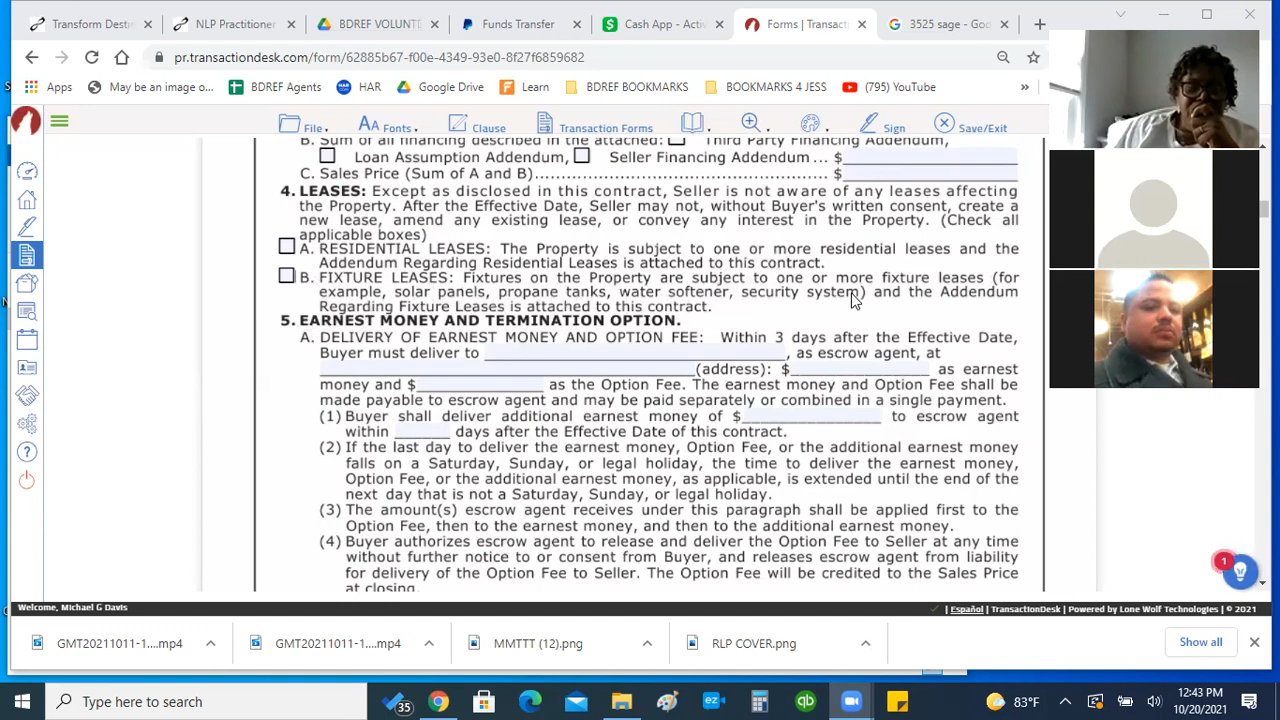 Transform Desti
NLP Practitioner
BDREF VOLUNT
Funds Transfer
Cash App - Activ
Forms | Transact
3525 sage - Goo
pr.transactiondesk.com/form/62885b67-f00e-4349-93e0-8f27f6859682
Apps
May be an image o...
BDREF Agents
HAR
Google Drive
Learn
BDREF BOOKMARKS
BOOKMARKS 4 JESS
(795) YouTube
»
File
Fonts
Clause
Transaction Forms
Sign
Save/Exit
B. Sum of all financing described in the attached: Third Party Financing Addendum,
Loan Assumption Addendum, Seller Financing Addendum ... $
C. Sales Price (Sum of A and B)................................................... $
4. LEASES: Except as disclosed in this contract, Seller is not aware of any leases affecting
the Property. After the Effective Date, Seller may not, without Buyer's written consent, create a
new lease, amend any existing lease, or convey any interest in the Property. (Check all
applicable boxes)
A. RESIDENTIAL LEASES: The Property is subject to one or more residential leases and the
Addendum Regarding Residential Leases is attached to this contract.
B. FIXTURE LEASES: Fixtures on the Property are subject to one or more fixture leases (for
example, solar panels, propane tanks, water softener, security system) and the Addendum
Regarding Fixture Leases is attached to this contract.
5. EARNEST MONEY AND TERMINATION OPTION.
A. DELIVERY OF EARNEST MONEY AND OPTION FEE: Within 3 days after the Effective Date,
Buyer must deliver to , as escrow agent, at
(address): $ as earnest
money and $ as the Option Fee. The earnest money and Option Fee shall be
made payable to escrow agent and may be paid separately or combined in a single payment.
(1) Buyer shall deliver additional earnest money of $ to escrow agent
within days after the Effective Date of this contract.
(2) If the last day to deliver the earnest money, Option Fee, or the additional earnest money
falls on a Saturday, Sunday, or legal holiday, the time to deliver the earnest money,
Option Fee, or the additional earnest money, as applicable, is extended until the end of the
next day that is not a Saturday, Sunday, or legal holiday.
(3) The amount(s) escrow agent receives under this paragraph shall be applied first to the
Option Fee, then to the earnest money, and then to the additional earnest money.
(4) Buyer authorizes escrow agent to release and deliver the Option Fee to Seller at any time
without further notice to or consent from Buyer, and releases escrow agent from liability
for delivery of the Option Fee to Seller. The Option Fee will be credited to the Sales Price
at closing.
1
Welcome, Michael G Davis
| Español | TransactionDesk | Powered by Lone Wolf Technologies | © 2021
GMT20211011-1....mp4
GMT20211011-1....mp4
MMTTT (12).png
RLP COVER.png
Show all
Type here to search
35
ez
qb
83°F
12:43 PM
10/20/2021